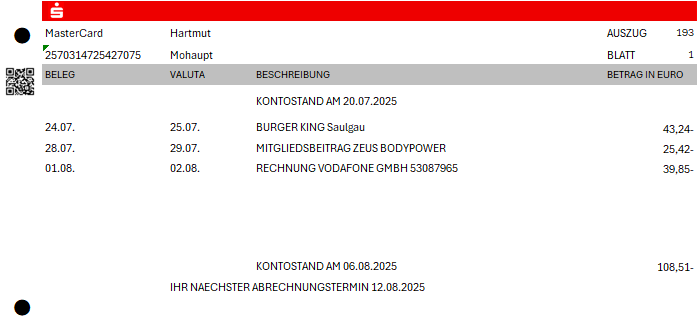 MasterCard Hartmut AUSZUG 193
2570314725427075 Mohaupt BLATT 1
BELEG VALUTA BESCHREIBUNG BETRAG IN EURO
KONTOSTAND AM 20.07.2025
24.07. 25.07. BURGER KING Saulgau 43,24-
28.07. 29.07. MITGLIEDSBEITRAG ZEUS BODYPOWER 25,42-
01.08. 02.08. RECHNUNG VODAFONE GMBH 53087965 39,85-
KONTOSTAND AM 06.08.2025 108,51-
IHR NAECHSTER ABRECHNUNGSTERMIN 12.08.2025